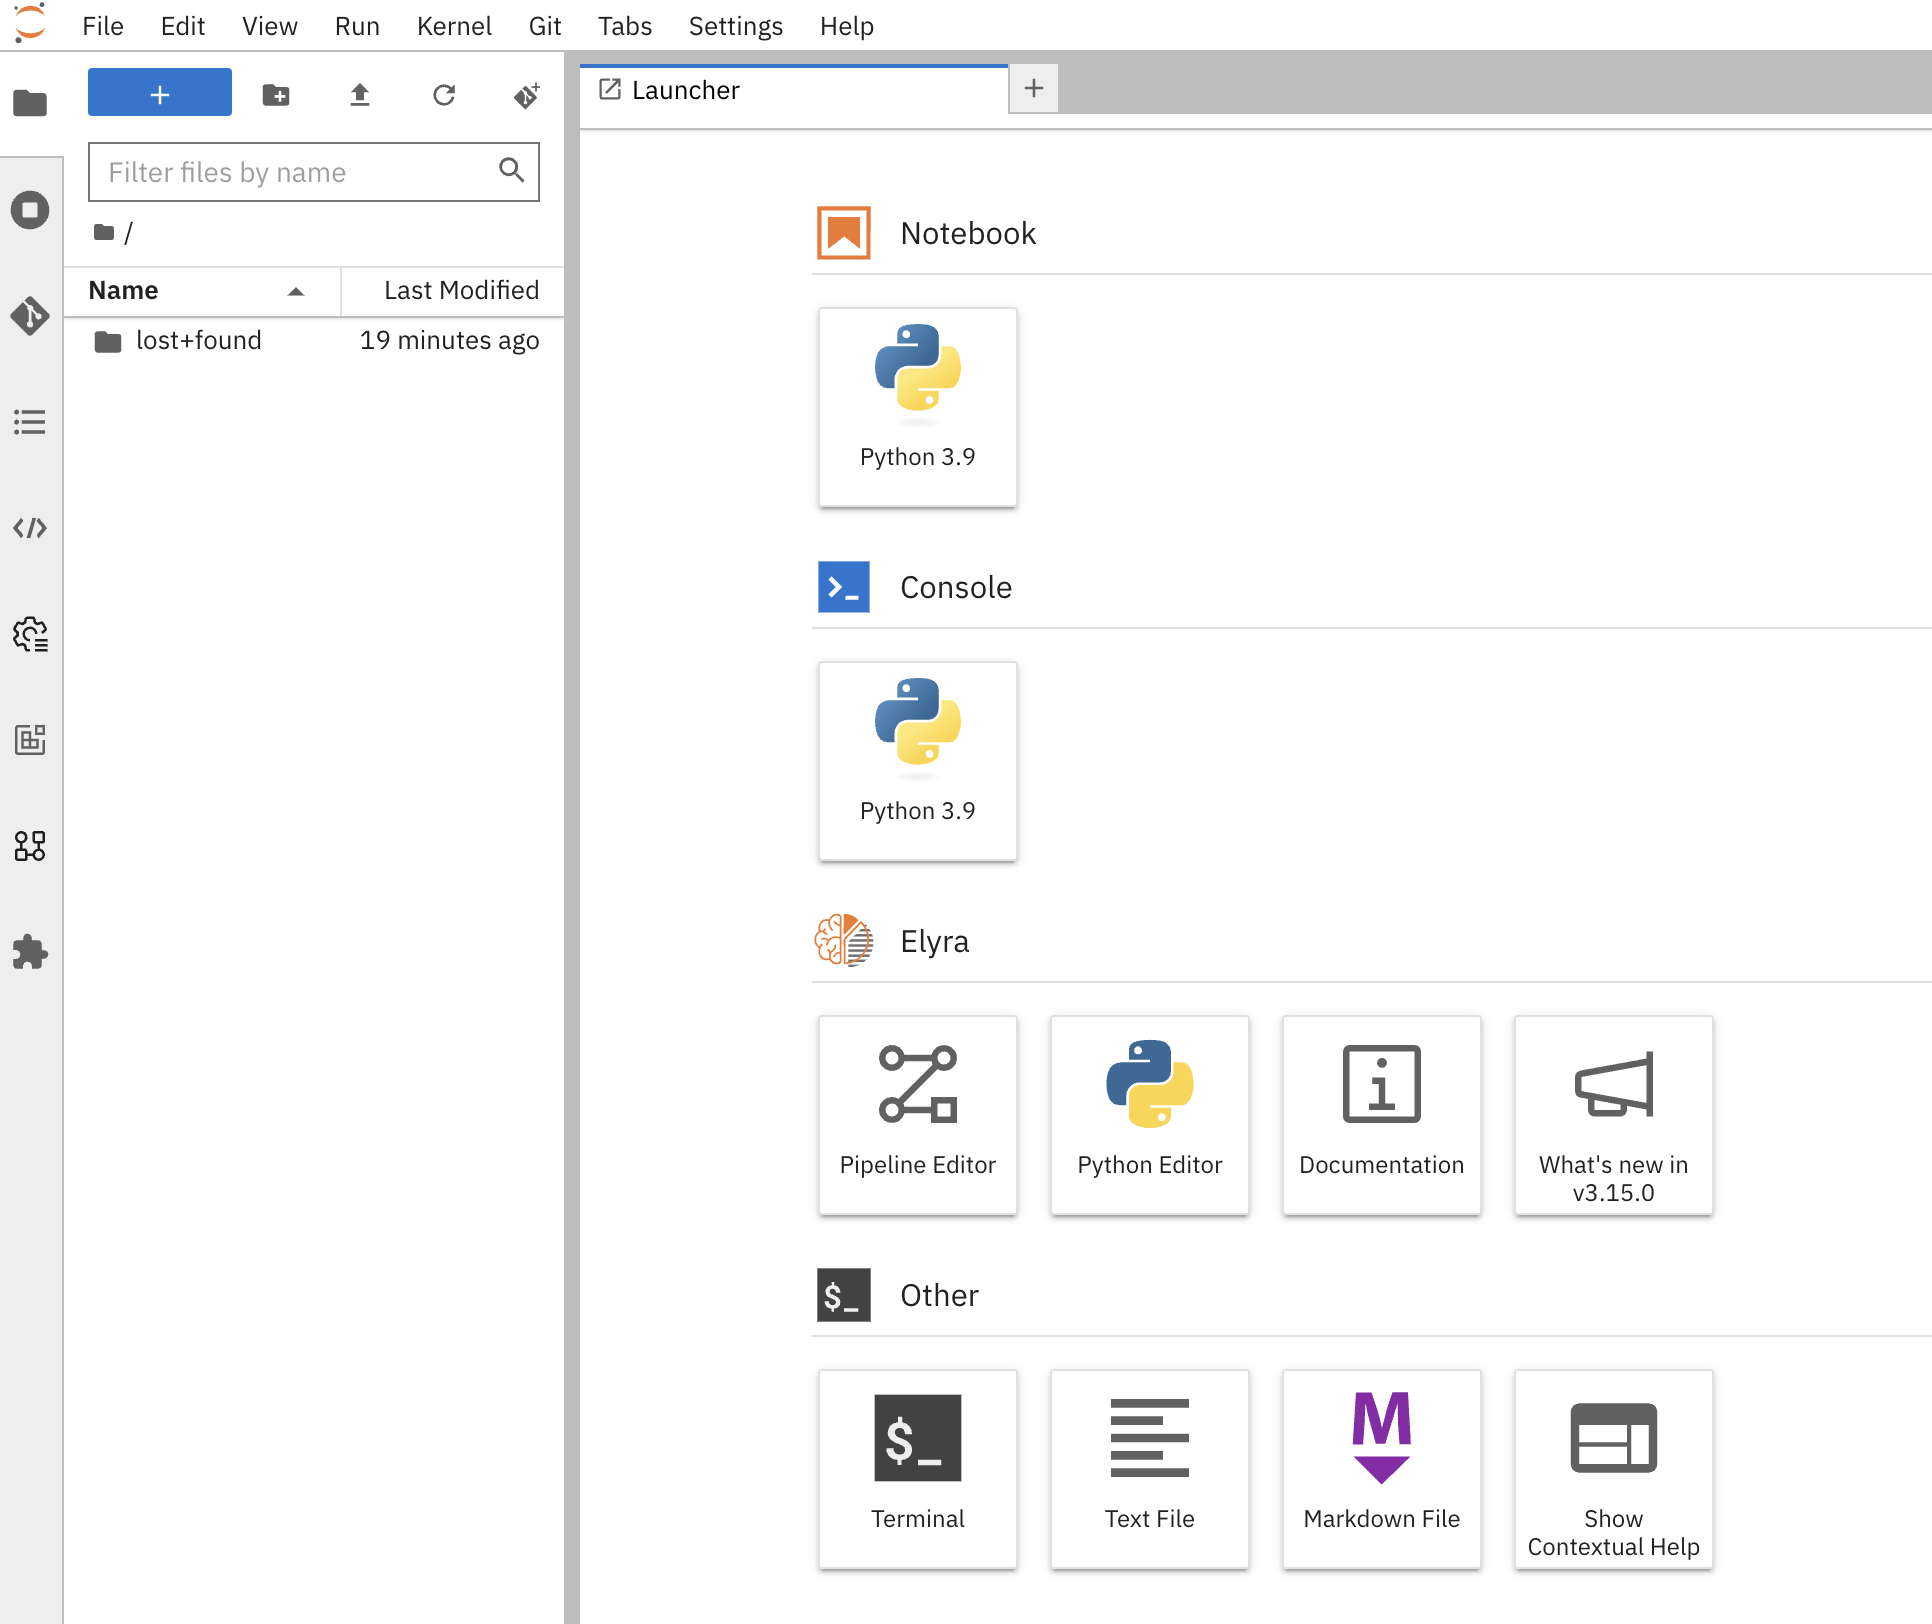 File Edit View Run Kernel Git Tabs Settings Help
Launcher
Filter files by name
/
Name Last Modified
lost+found 19 minutes ago
Notebook
Python 3.9
Console
Python 3.9
Elyra
Pipeline Editor
Python Editor
Documentation
What's new in
v3.15.0
$_ Other
$_
Terminal
Text File
M
Markdown File
Show
Contextual Help